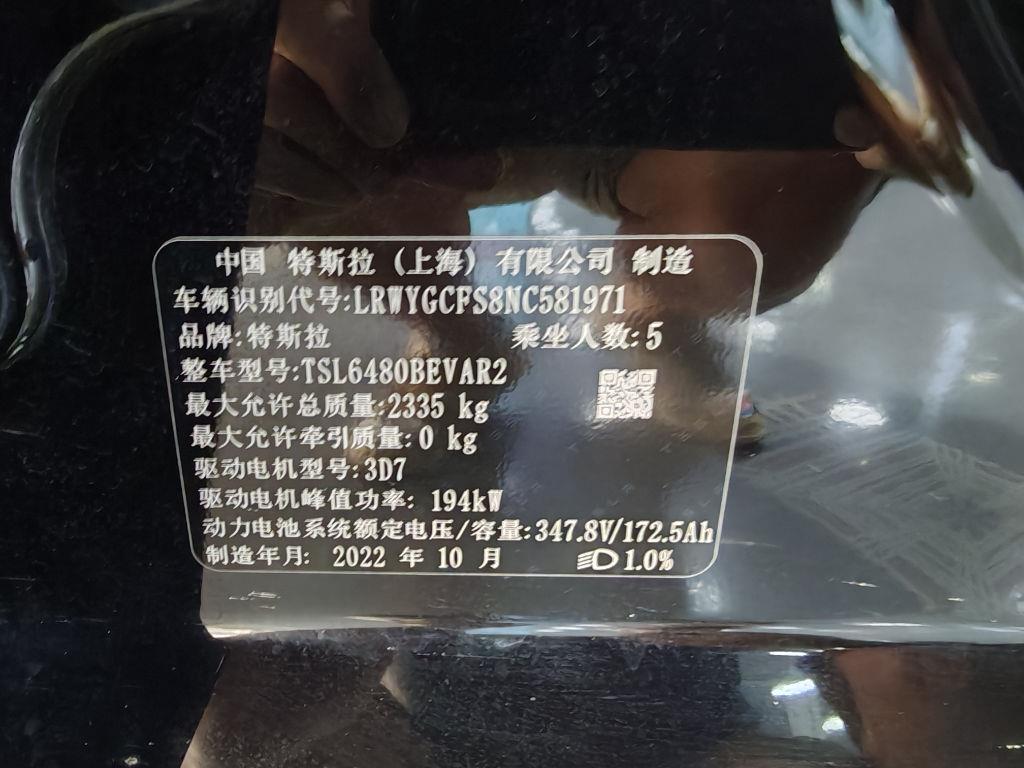 中国 特斯拉（上海）有限公司 制造
车辆识别代号:LRWYGCFS8NC581971
品牌:特斯拉 乘坐人数:5
整车型号:TSL6480BEVAR2
最大允许总质量:2335 kg
最大允许牵引质量:0 kg
驱动电机型号:3D7
驱动电机峰值功率: 194kW
动力电池系统额定电压/容量:347.8V/172.5Ah
制造年月: 2022 年 10 月 1.0%